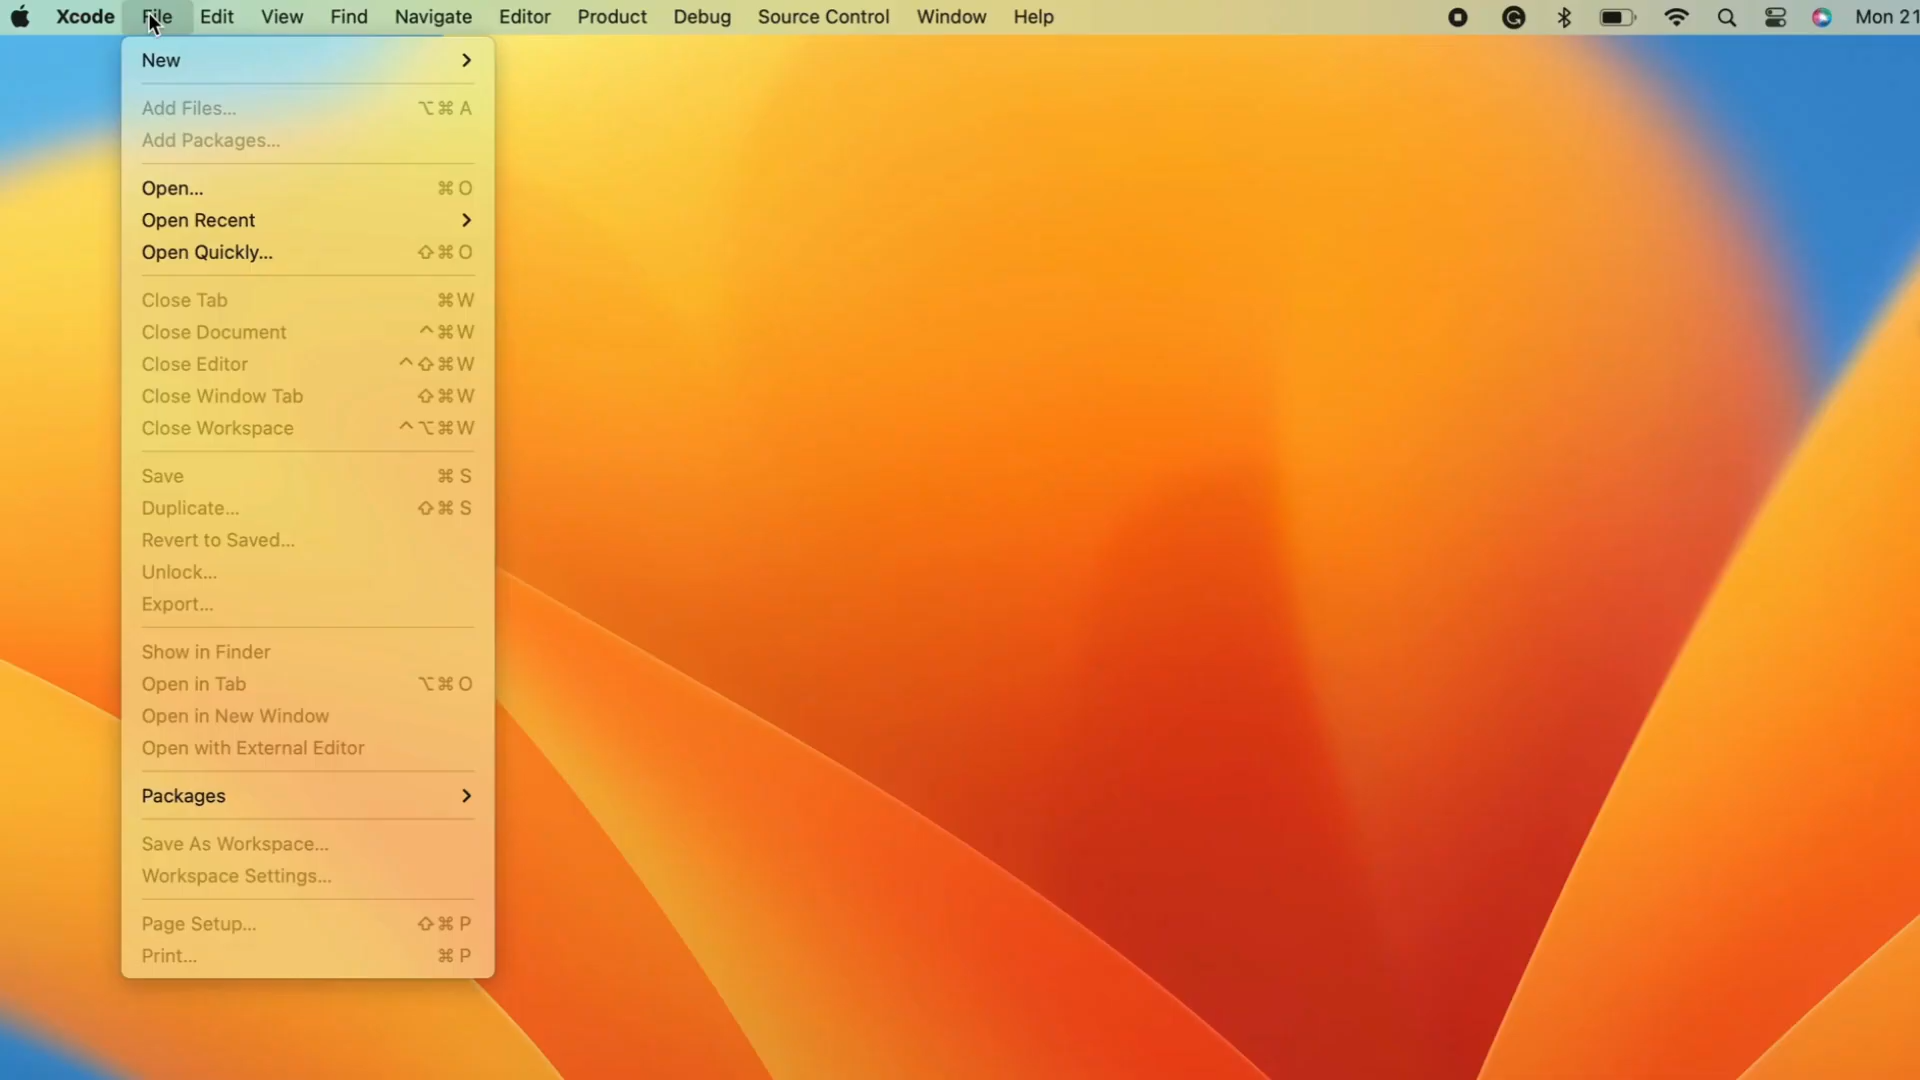 Xcode File Edit View Find Navigate Editor Product Debug Source Control Window Help Mon 21
New >
Add Files... ⌥⌘ A
Add Packages...
Open... ⌘ O
Open Recent >
Open Quickly... ⇧⌘ O
Close Tab ⌘W
Close Document ^⌘W
Close Editor ^⇧⌘W
Close Window Tab ⇧⌘W
Close Workspace ^⌥⌘W
Save ⌘ S
Duplicate... ⇧⌘ S
Revert to Saved...
Unlock...
Export...
Show in Finder
Open in Tab ⌥⌘ O
Open in New Window
Open with External Editor
Packages >
Save As Workspace...
Workspace Settings...
Page Setup... ⇧⌘ P
Print... ⌘ P